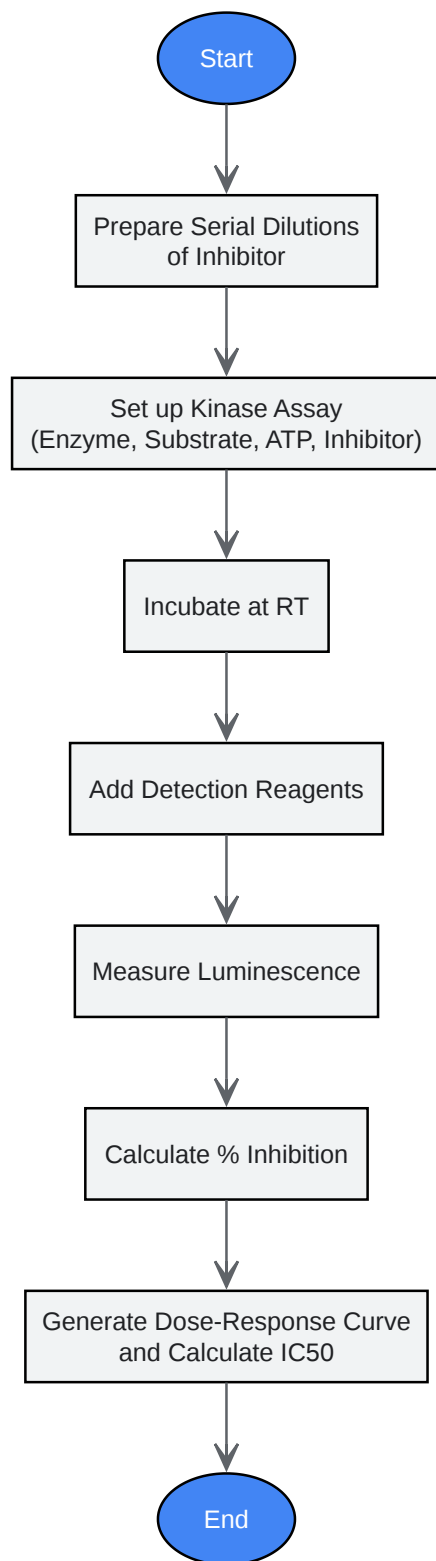 Start
Prepare Serial Dilutions
of Inhibitor
Set up Kinase Assay
(Enzyme, Substrate, ATP, Inhibitor)
Incubate at RT
Add Detection Reagents
Measure Luminescence
Calculate % Inhibition
Generate Dose-Response Curve
and Calculate IC50
End